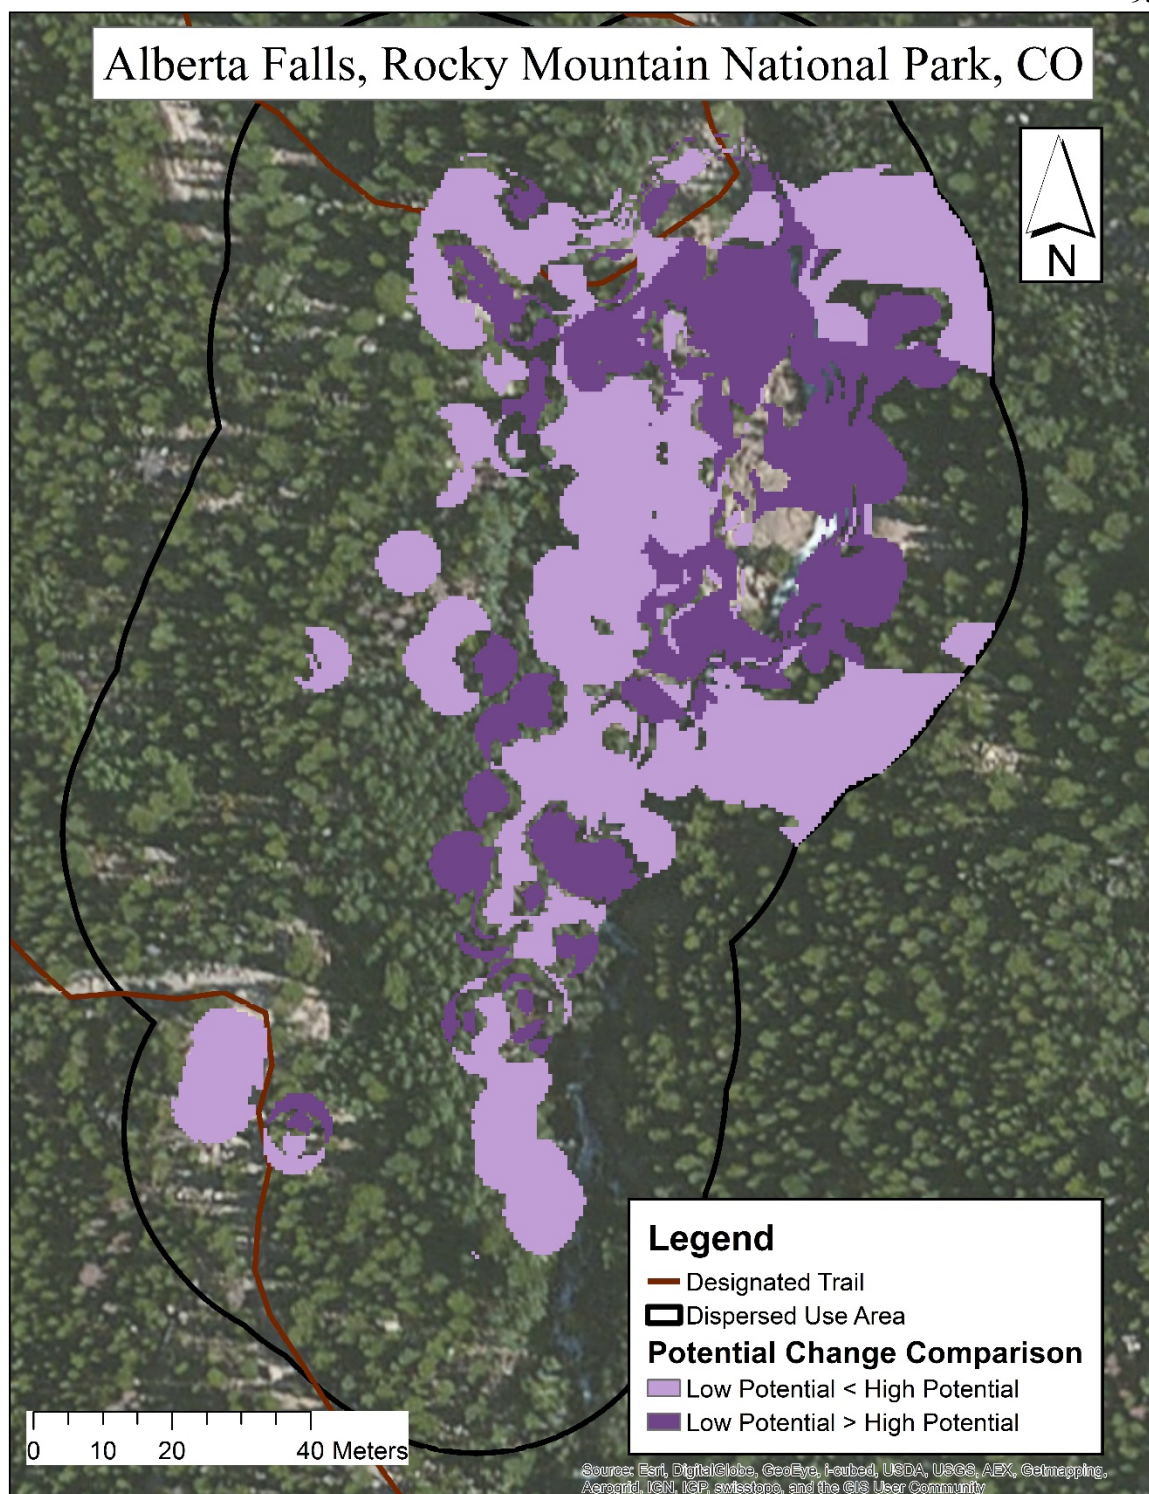 Alberta Falls, Rocky Mountain National Park, CO
N
Legend
Designated Trail
Dispersed Use Area
Potential Change Comparison
Low Potential < High Potential
Low Potential > High Potential
0 10 20 40 Meters
Source: Esri, DigitalGlobe, GeoEye, i-cubed, USDA, USGS, AEX, Getmapping,
Aerogrid, IGN, IGP, swisstopo, and the GIS User Community